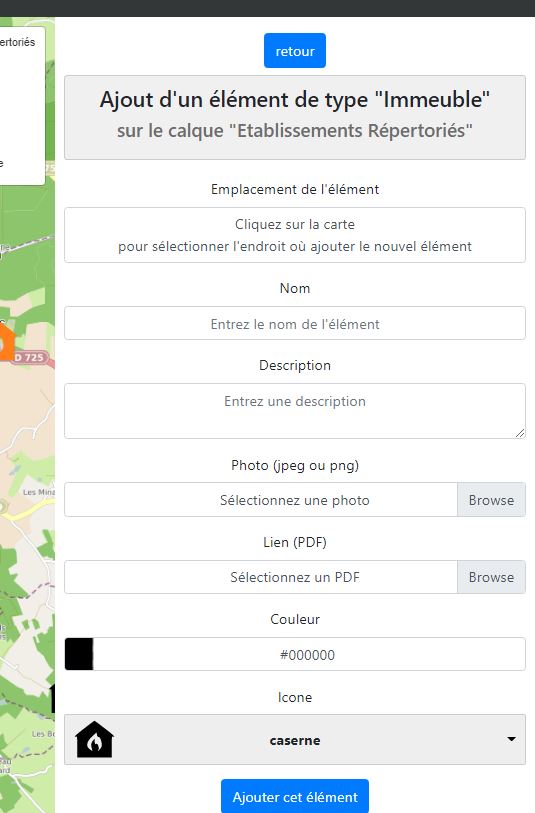 retour
Ajout d'un élément de type "Immeuble"
sur le calque "Etablissements Répertoriés"
Emplacement de l'élément
Cliquez sur la carte
pour sélectionner l'endroit où ajouter le nouvel élément
Nom
Entrez le nom de l'élément
Description
Entrez une description
Photo (jpeg ou png)
Sélectionnez une photo
Browse
Lien (PDF)
Sélectionnez un PDF
Browse
Couleur
#000000
Icone
caserne
Ajouter cet élément
ertoriés
e
D 725
Les Mina
Les Be